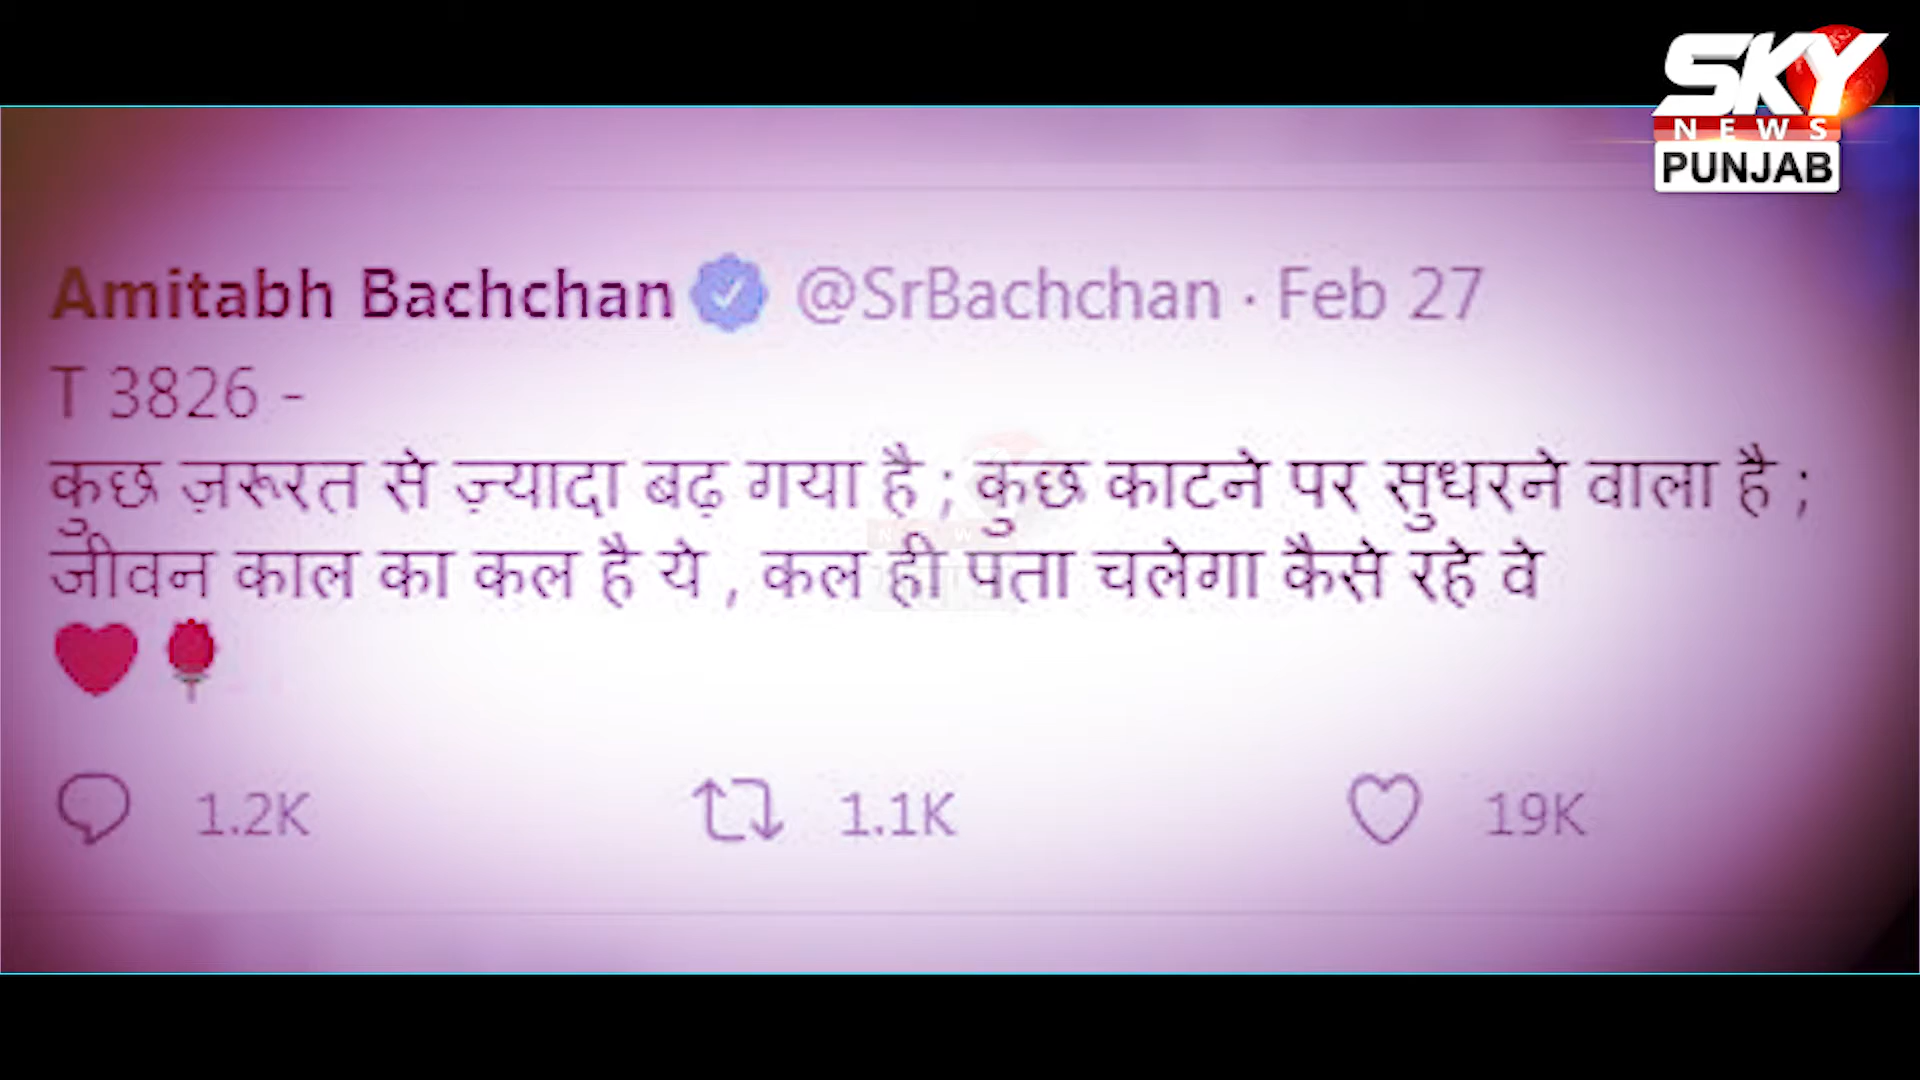 SKY
NEWS
PUNJAB
Amitabh Bachchan @SrBachchan · Feb 27
T 3826 -
कुछ ज़रूरत से ज़्यादा बढ़ गया है ; कुछ काटने पर सुधरने वाला है ;
जीवन काल का कल है ये , कल ही पता चलेगा कैसे रहे वे
❤️🌹
1.2K 1.1K 19K